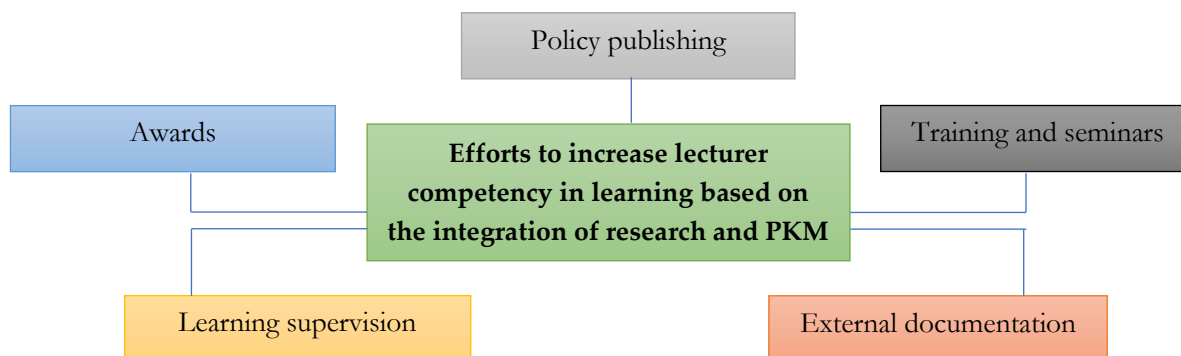 Policy publishing
Awards
Training and seminars
Efforts to increase lecturer
competency in learning based on
the integration of research and PKM
Learning supervision
External documentation